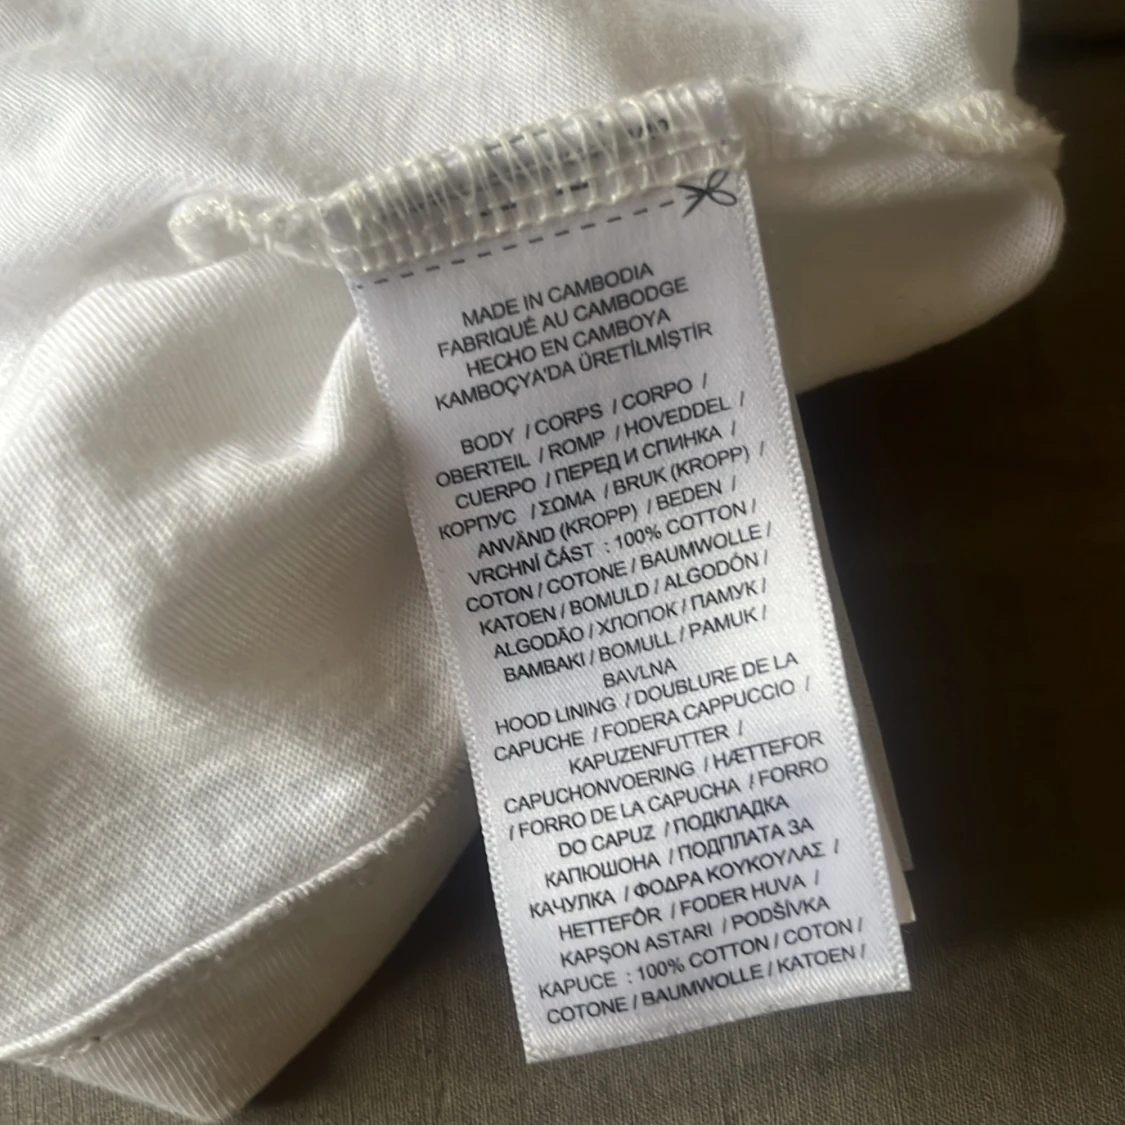 MADE IN CAMBODIA
FABRIQUÉ AU CAMBODGE
HECHO EN CAMBOYA
KAMBOÇYA'DA ÜRETİLMİŞTİR
BODY / CORPS / CORPO /
OBERTEIL / ROMP / HOVEDDEL /
CUERPO / ПЕРЕД И СПИНКА /
КОРПУС / ΣΩΜΑ / BRUK (KROPP) /
ANVÄND (KROPP) / BEDEN /
VRCHNÍ ČÁST : 100% COTTON /
COTON / COTONE / BAUMWOLLE /
KATOEN / BOMULD / ALGODÓN /
ALGODÃO / ХЛОПОК / ПАМУК /
BAMBAKI / BOMULL / PAMUK /
BAVLNA
HOOD LINING / DOUBLURE DE LA
CAPUCHE / FODERA CAPPUCCIO /
KAPUZENFUTTER /
CAPUCHONVOERING / HÆTTEFOR
/ FORRO DE LA CAPUCHA / FORRO
DO CAPUZ / ПОДКЛАДКА
КАПЮШОНА / ПОДПЛАТА ЗА
КАЧУЛКА / ΦΟΔΡΑ ΚΟΥΚΟΥΛΑΣ /
HETTEFÔR / FODER HUVA /
KAPŞON ASTARI / PODŠÍVKA
KAPUCE : 100% COTTON / COTON /
COTONE / BAUMWOLLE / KATOEN /